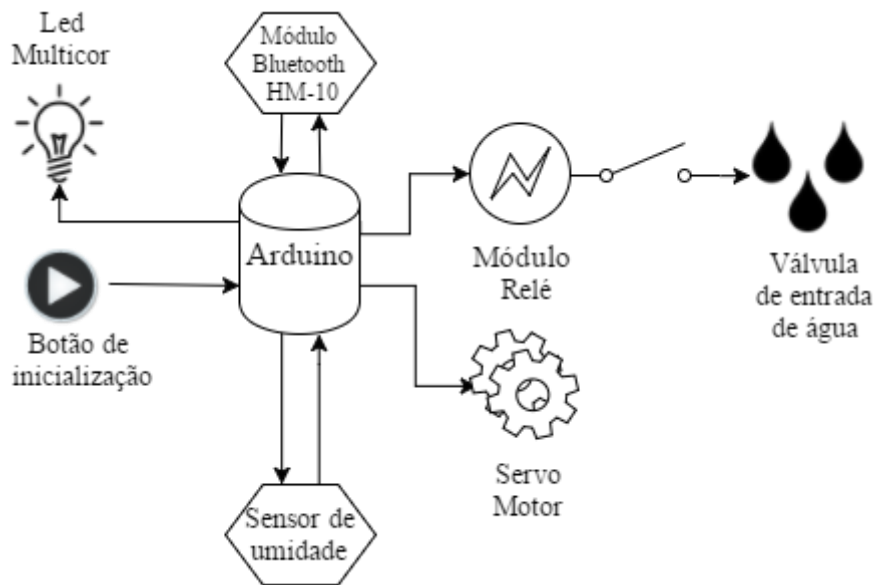 Led
Multicor
Módulo
Bluetooth
HM-10
Arduino
Botão de
inicialização
Módulo
Relé
Válvula
de entrada
de água
Servo
Motor
Sensor de
umidade